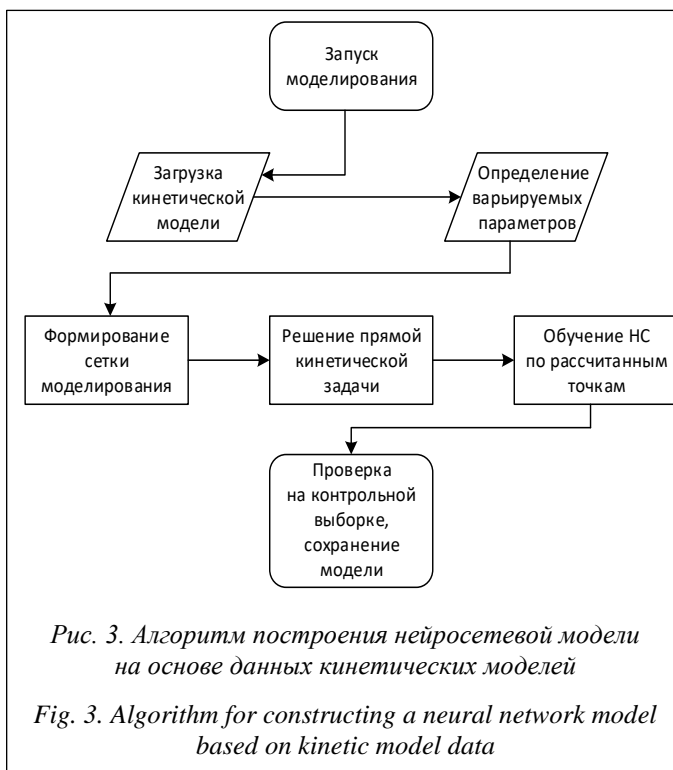 Запуск
моделирования
Загрузка
кинетической
модели
Определение
варьируемых
параметров
Формирование
сетки
моделирования
Решение прямой
кинетической
задачи
Обучение НС
по рассчитанным
точкам
Проверка
на контрольной
выборке,
сохранение
модели
Рис. 3. Алгоритм построения нейросетевой модели
на основе данных кинетических моделей
Fig. 3. Algorithm for constructing a neural network model
based on kinetic model data